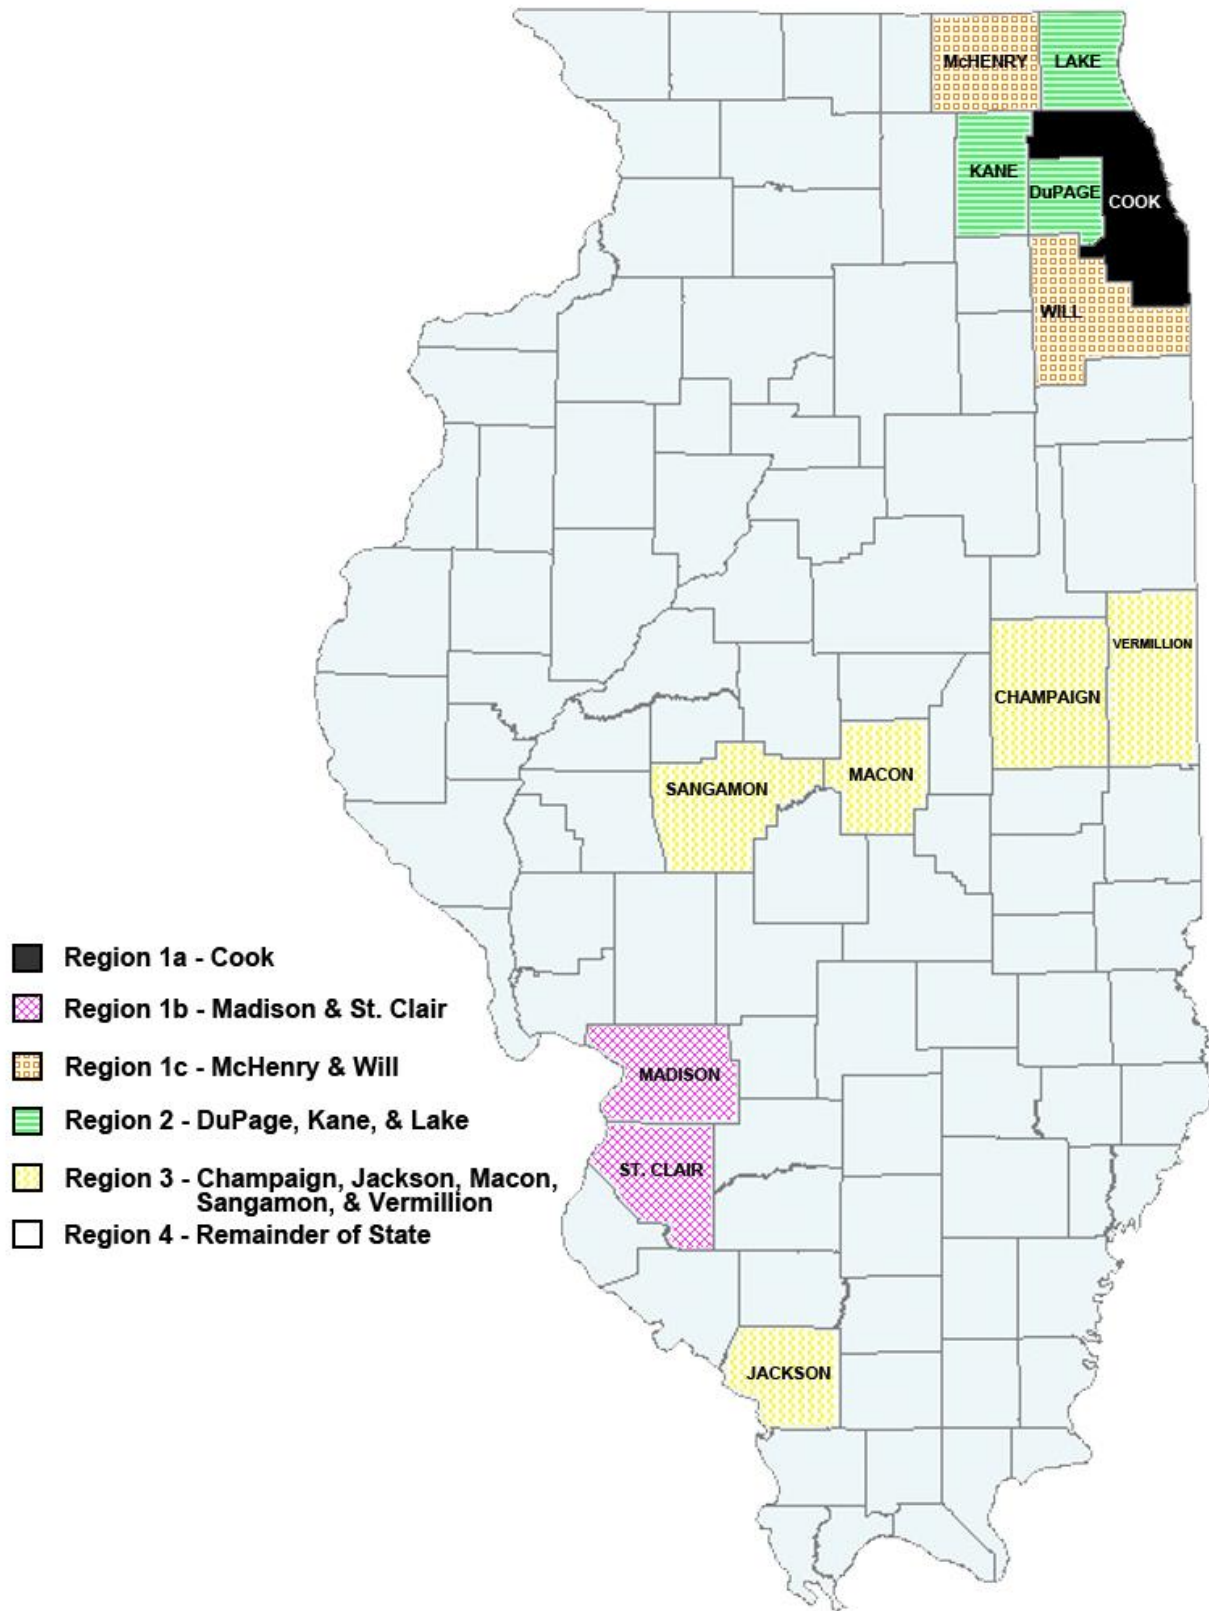 McHENRY
LAKE
KANE
DuPAGE
COOK
WILL
VERMILLION
CHAMPAIGN
MACON
SANGAMON
Region 1a - Cook
Region 1b - Madison & St. Clair
Region 1c - McHenry & Will
Region 2 - DuPage, Kane, & Lake
Region 3 - Champaign, Jackson, Macon,
Sangamon, & Vermillion
Region 4 - Remainder of State
MADISON
ST. CLAIR
JACKSON